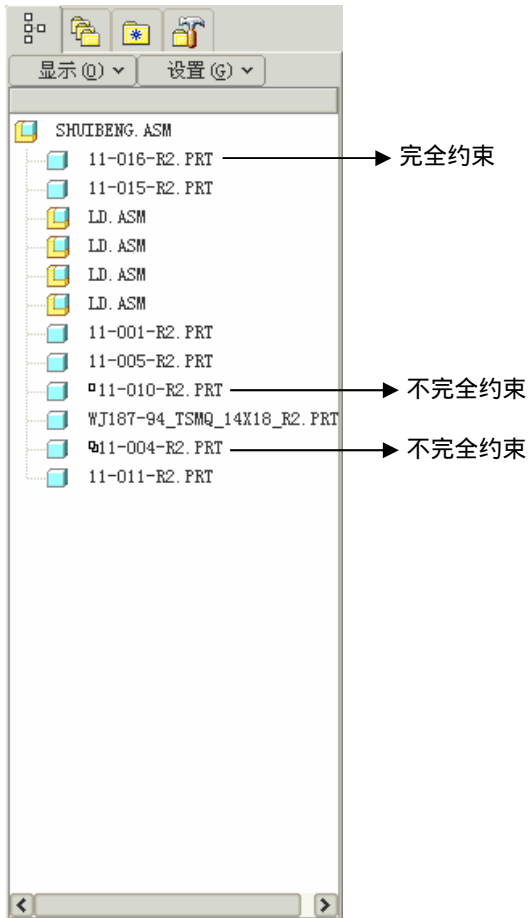 显示(O) 设置(G)
SHUIBENG.ASM
11-016-R2.PRT 完全约束
11-015-R2.PRT
LD.ASM
LD.ASM
LD.ASM
LD.ASM
11-001-R2.PRT
11-005-R2.PRT
11-010-R2.PRT 不完全约束
WJ187-94_TSMQ_14X18_R2.PRT
11-004-R2.PRT 不完全约束
11-011-R2.PRT